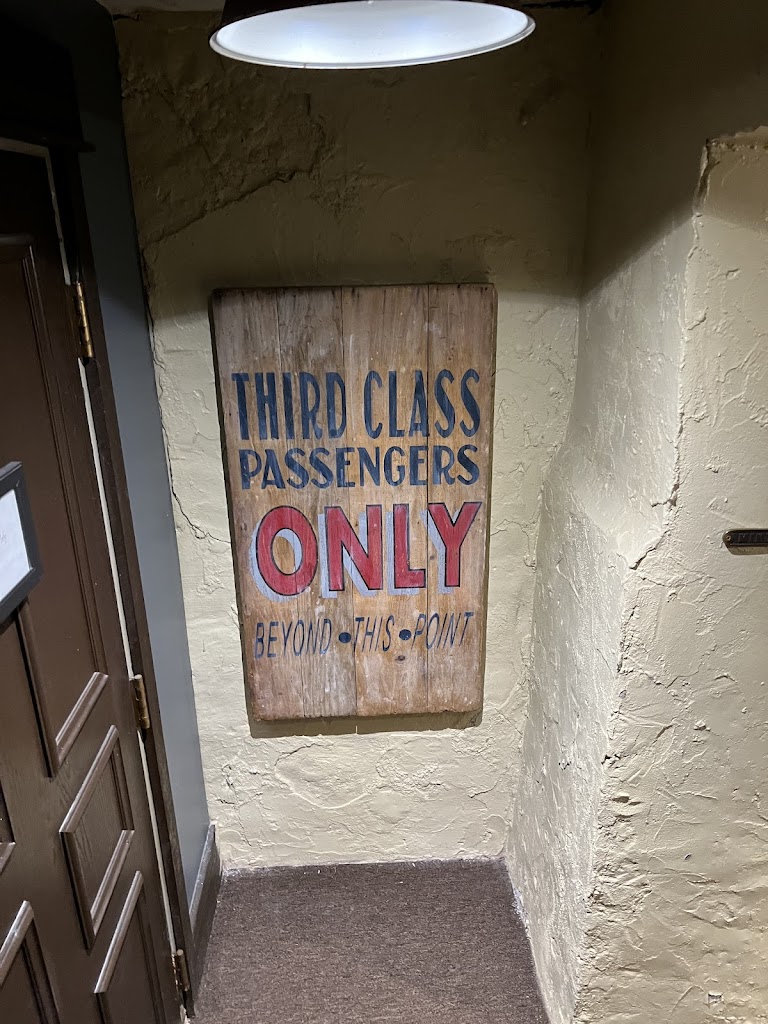 THIRD CLASS
PASSENGERS
ONLY
BEYOND • THIS • POINT